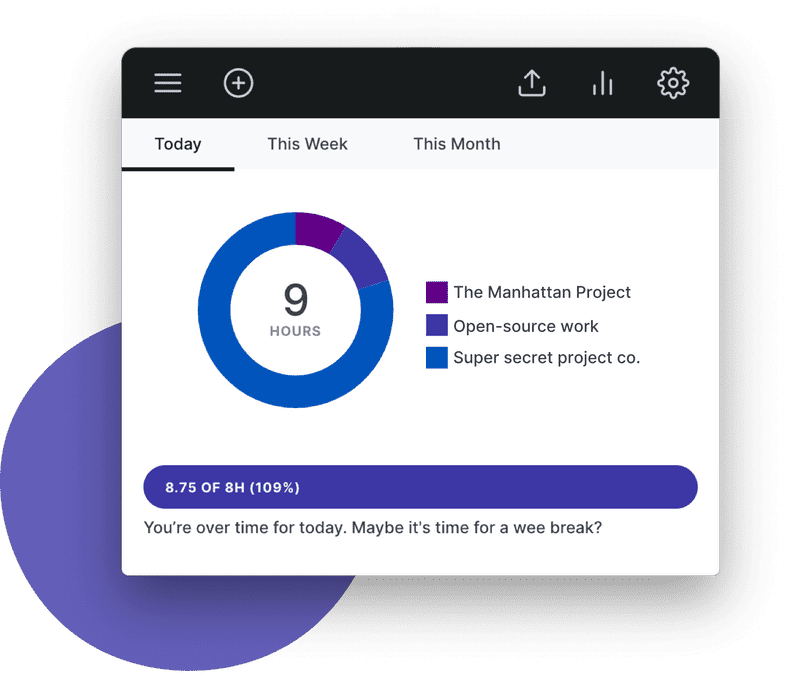 Today
This Week
This Month
9
HOURS
The Manhattan Project
Open-source work
Super secret project co.
8.75 OF 8H (109%)
You’re over time for today. Maybe it's time for a wee break?